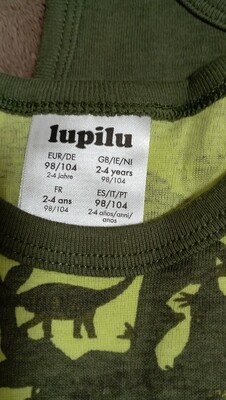 lupilu
EUR/DE GB/IE/NI
98/104 2-4 years
2-4 Jahre 98/104
FR ES/IT/PT
2-4 ans 98/104
98/104 2-4 años/anni/
anos